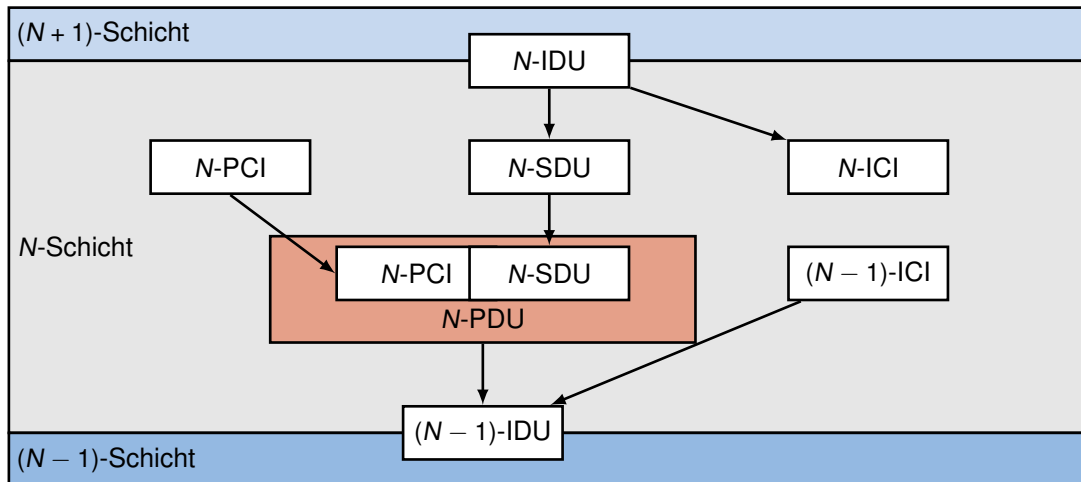 (N + 1)-Schicht
N-IDU
N-PCI
N-SDU
N-ICI
N-Schicht
N-PCI
N-SDU
(N − 1)-ICI
N-PDU
(N − 1)-IDU
(N − 1)-Schicht